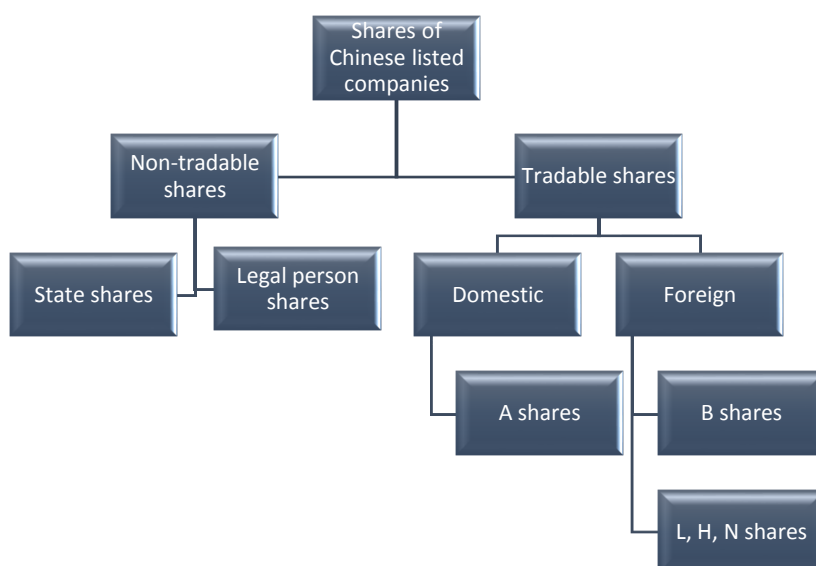 Shares of
Chinese listed
companies
Non-tradable
shares
Tradable shares
State shares
Legal person
shares
Domestic
Foreign
A shares
B shares
L, H, N shares